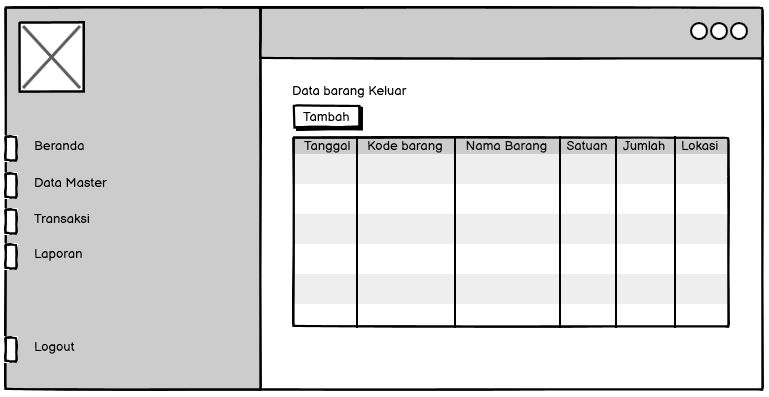 Beranda
Data Master
Transaksi
Laporan
Logout
Data barang Keluar
Tambah
Tanggal Kode barang Nama Barang Satuan Jumlah Lokasi